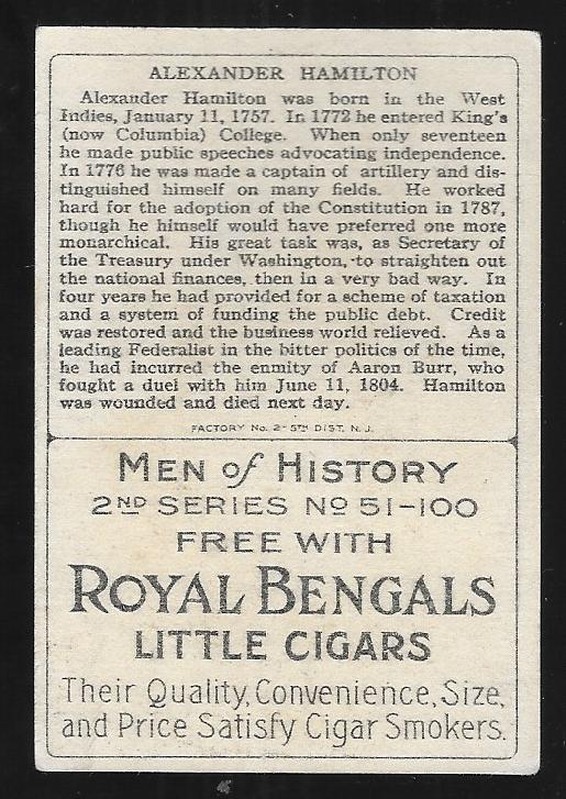 ALEXANDER HAMILTON
Alexander Hamilton was born in the West
Indies, January 11, 1757. In 1772 he entered King's
(now Columbia) College. When only seventeen
he made public speeches advocating independence.
In 1776 he was made a captain of artillery and dis-
tinguished himself on many fields. He worked
hard for the adoption of the Constitution in 1787,
though he himself would have preferred one more
monarchical. His great task was, as Secretary of
the Treasury under Washington, to straighten out
the national finances, then in a very bad way. In
four years he had provided for a scheme of taxation
and a system of funding the public debt. Credit
was restored and the business world relieved. As a
leading Federalist in the bitter politics of the time,
he had incurred the enmity of Aaron Burr, who
fought a duel with him June 11, 1804. Hamilton
was wounded and died next day.
FACTORY No. 2-5TH DIST. N. J.
MEN of HISTORY
2ND SERIES No 51-100
FREE WITH
ROYAL BENGALS
LITTLE CIGARS
Their Quality, Convenience, Size,
and Price Satisfy Cigar Smokers.